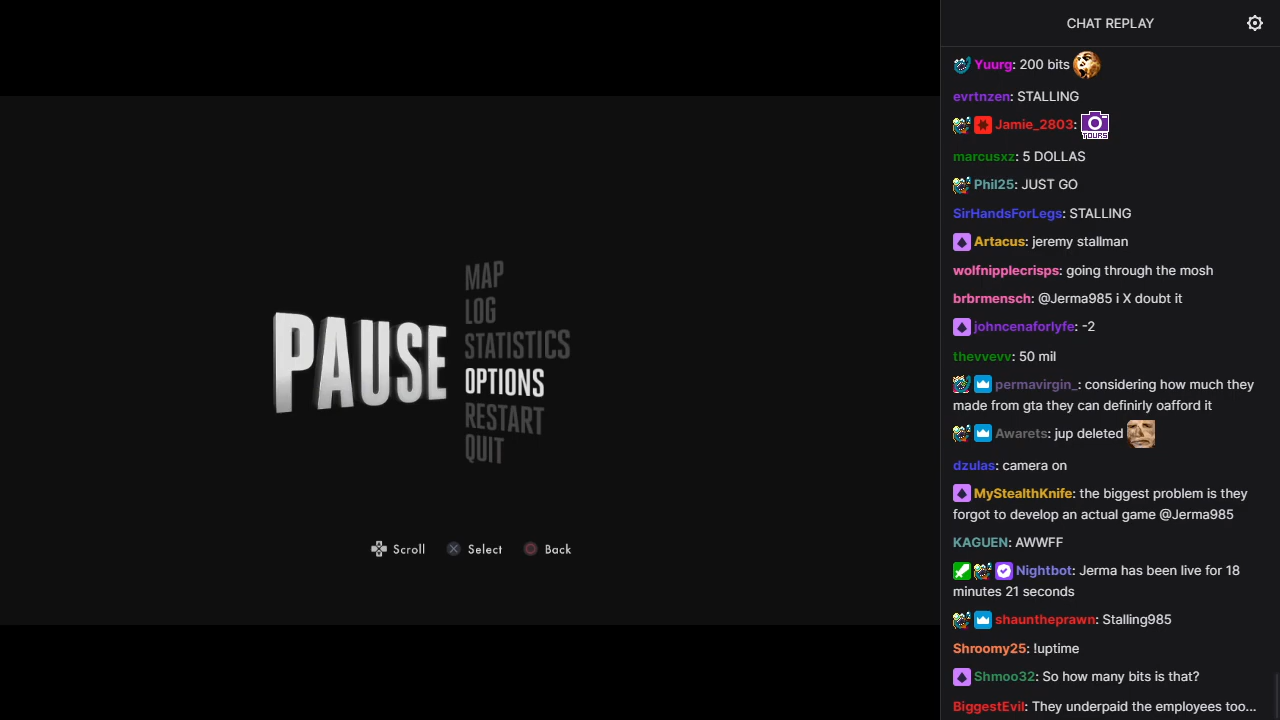 CHAT REPLAY
Yuurg: 200 bits
evrtnzen: STALLING
Jamie_2803:
TOURS
marcusxz: 5 DOLLAS
Phil25: JUST GO
SirHandsForLegs: STALLING
Artacus: jeremy stallman
wolfnipplecrisps: going through the mosh
brbrmensch: @Jerma985 i X doubt it
johncenaforlyfe: -2
thevvevv: 50 mil
permavirgin_: considering how much they
made from gta they can definirly oafford it
Awarets: jup deleted
dzulas: camera on
MyStealthKnife: the biggest problem is they
forgot to develop an actual game @Jerma985
KAGUEN: AWWFF
Nightbot: Jerma has been live for 18
minutes 21 seconds
shauntheprawn: Stalling985
Shroomy25: !uptime
Shmoo32: So how many bits is that?
BiggestEvil: They underpaid the employees too...
PAUSE
MAP
LOG
STATISTICS
OPTIONS
RESTART
QUIT
Scroll Select Back